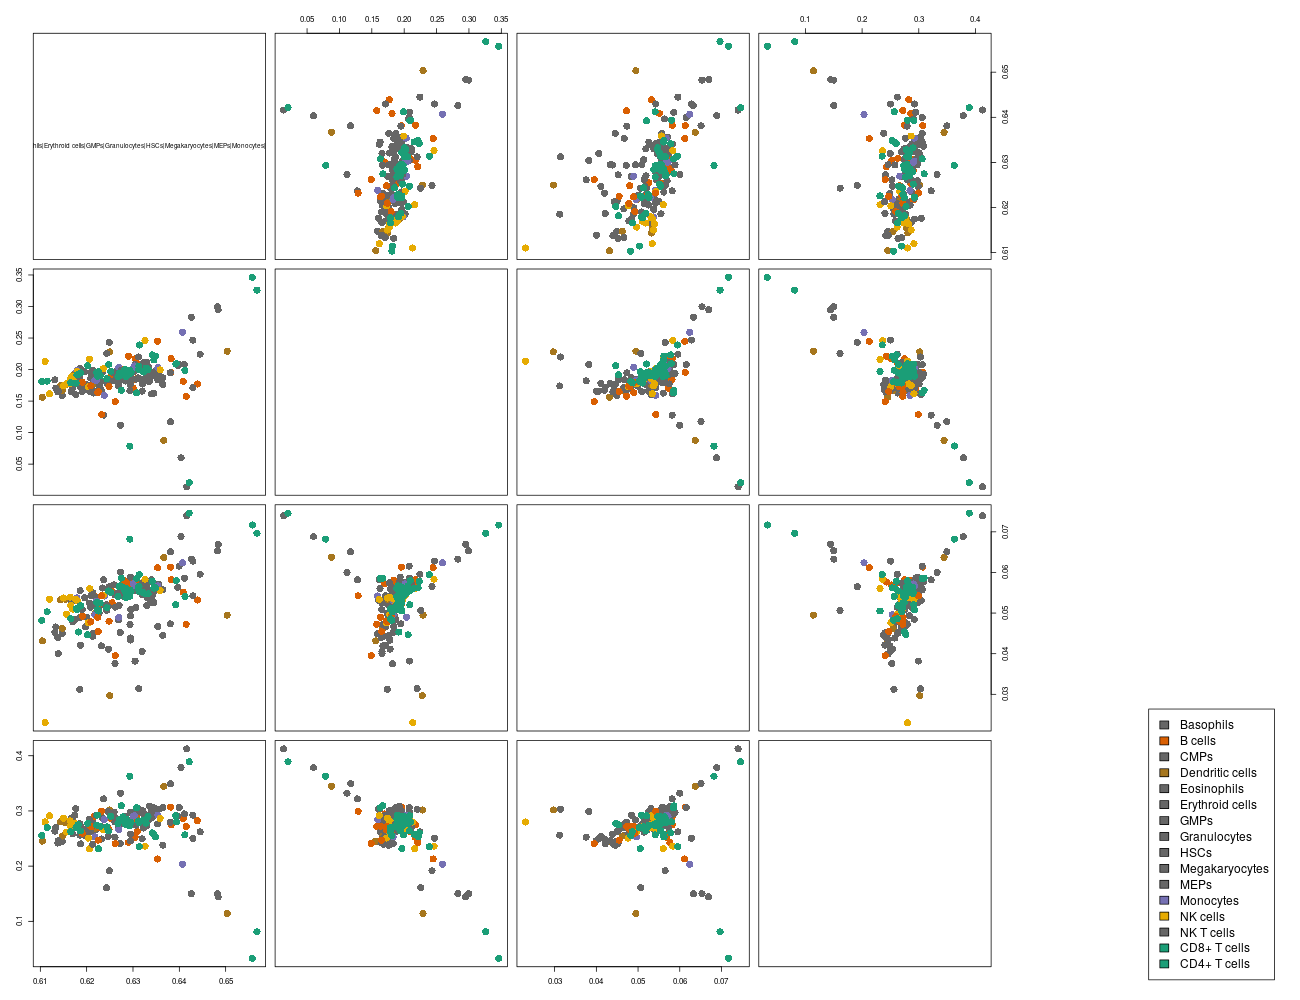 0.05 0.10 0.15 0.20 0.30 0.35
0.1 0.2 0.3 0.4
0.61 0.62 0.63 0.64 0.65
hils|Erythroid cells|GMPs|Granulocytes|HSCs|Megakaryocytes|MEPs|Monocytes|
0.05 0.10 0.15 0.20 0.25 0.30 0.35
0.03 0.04 0.05 0.06 0.07
0.1 0.2 0.3 0.4
0.61 0.62 0.63 0.64 0.65
0.03 0.04 0.05 0.06 0.07
Basophils
B cells
CMPs
Dendritic cells
Eosinophils
Erythroid cells
GMPs
Granulocytes
HSCs
Megakaryocytes
MEPs
Monocytes
NK cells
NK T cells
CD8+ T cells
CD4+ T cells